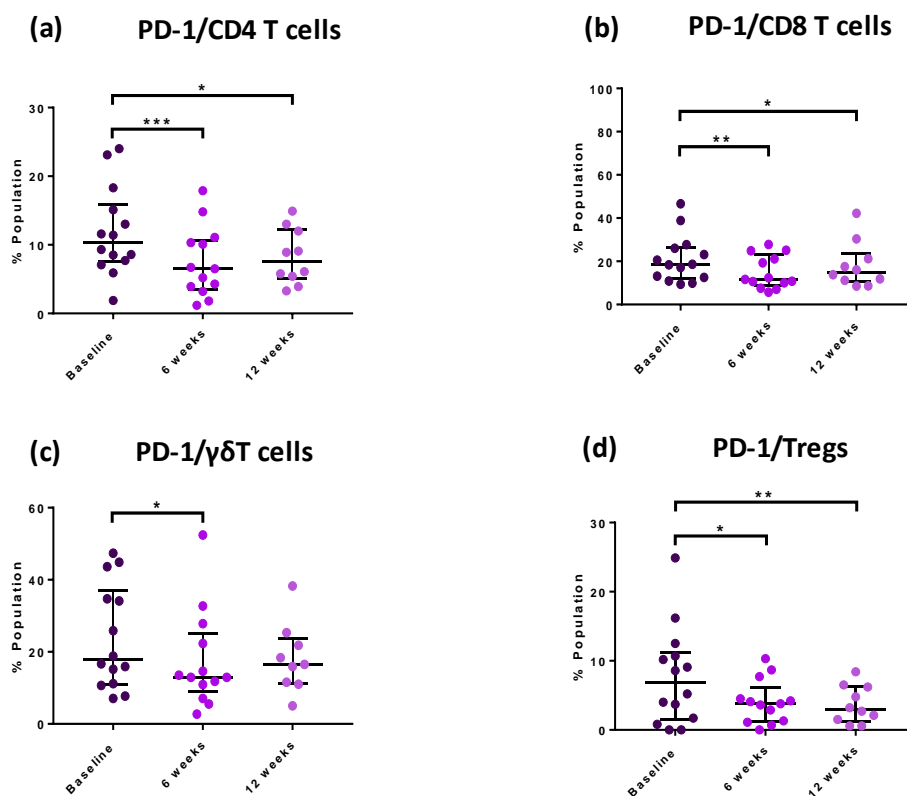 (a) PD-1/CD4 T cells
% Population
30
20
10
0
*
***
Baseline
6 weeks
12 weeks
(b) PD-1/CD8 T cells
% Population
100
80
60
40
20
0
*
**
Baseline
6 weeks
12 weeks
(c) PD-1/γδT cells
% Population
60
40
20
0
*
Baseline
6 weeks
12 weeks
(d) PD-1/Tregs
% Population
30
20
10
0
**
*
Baseline
6 weeks
12 weeks